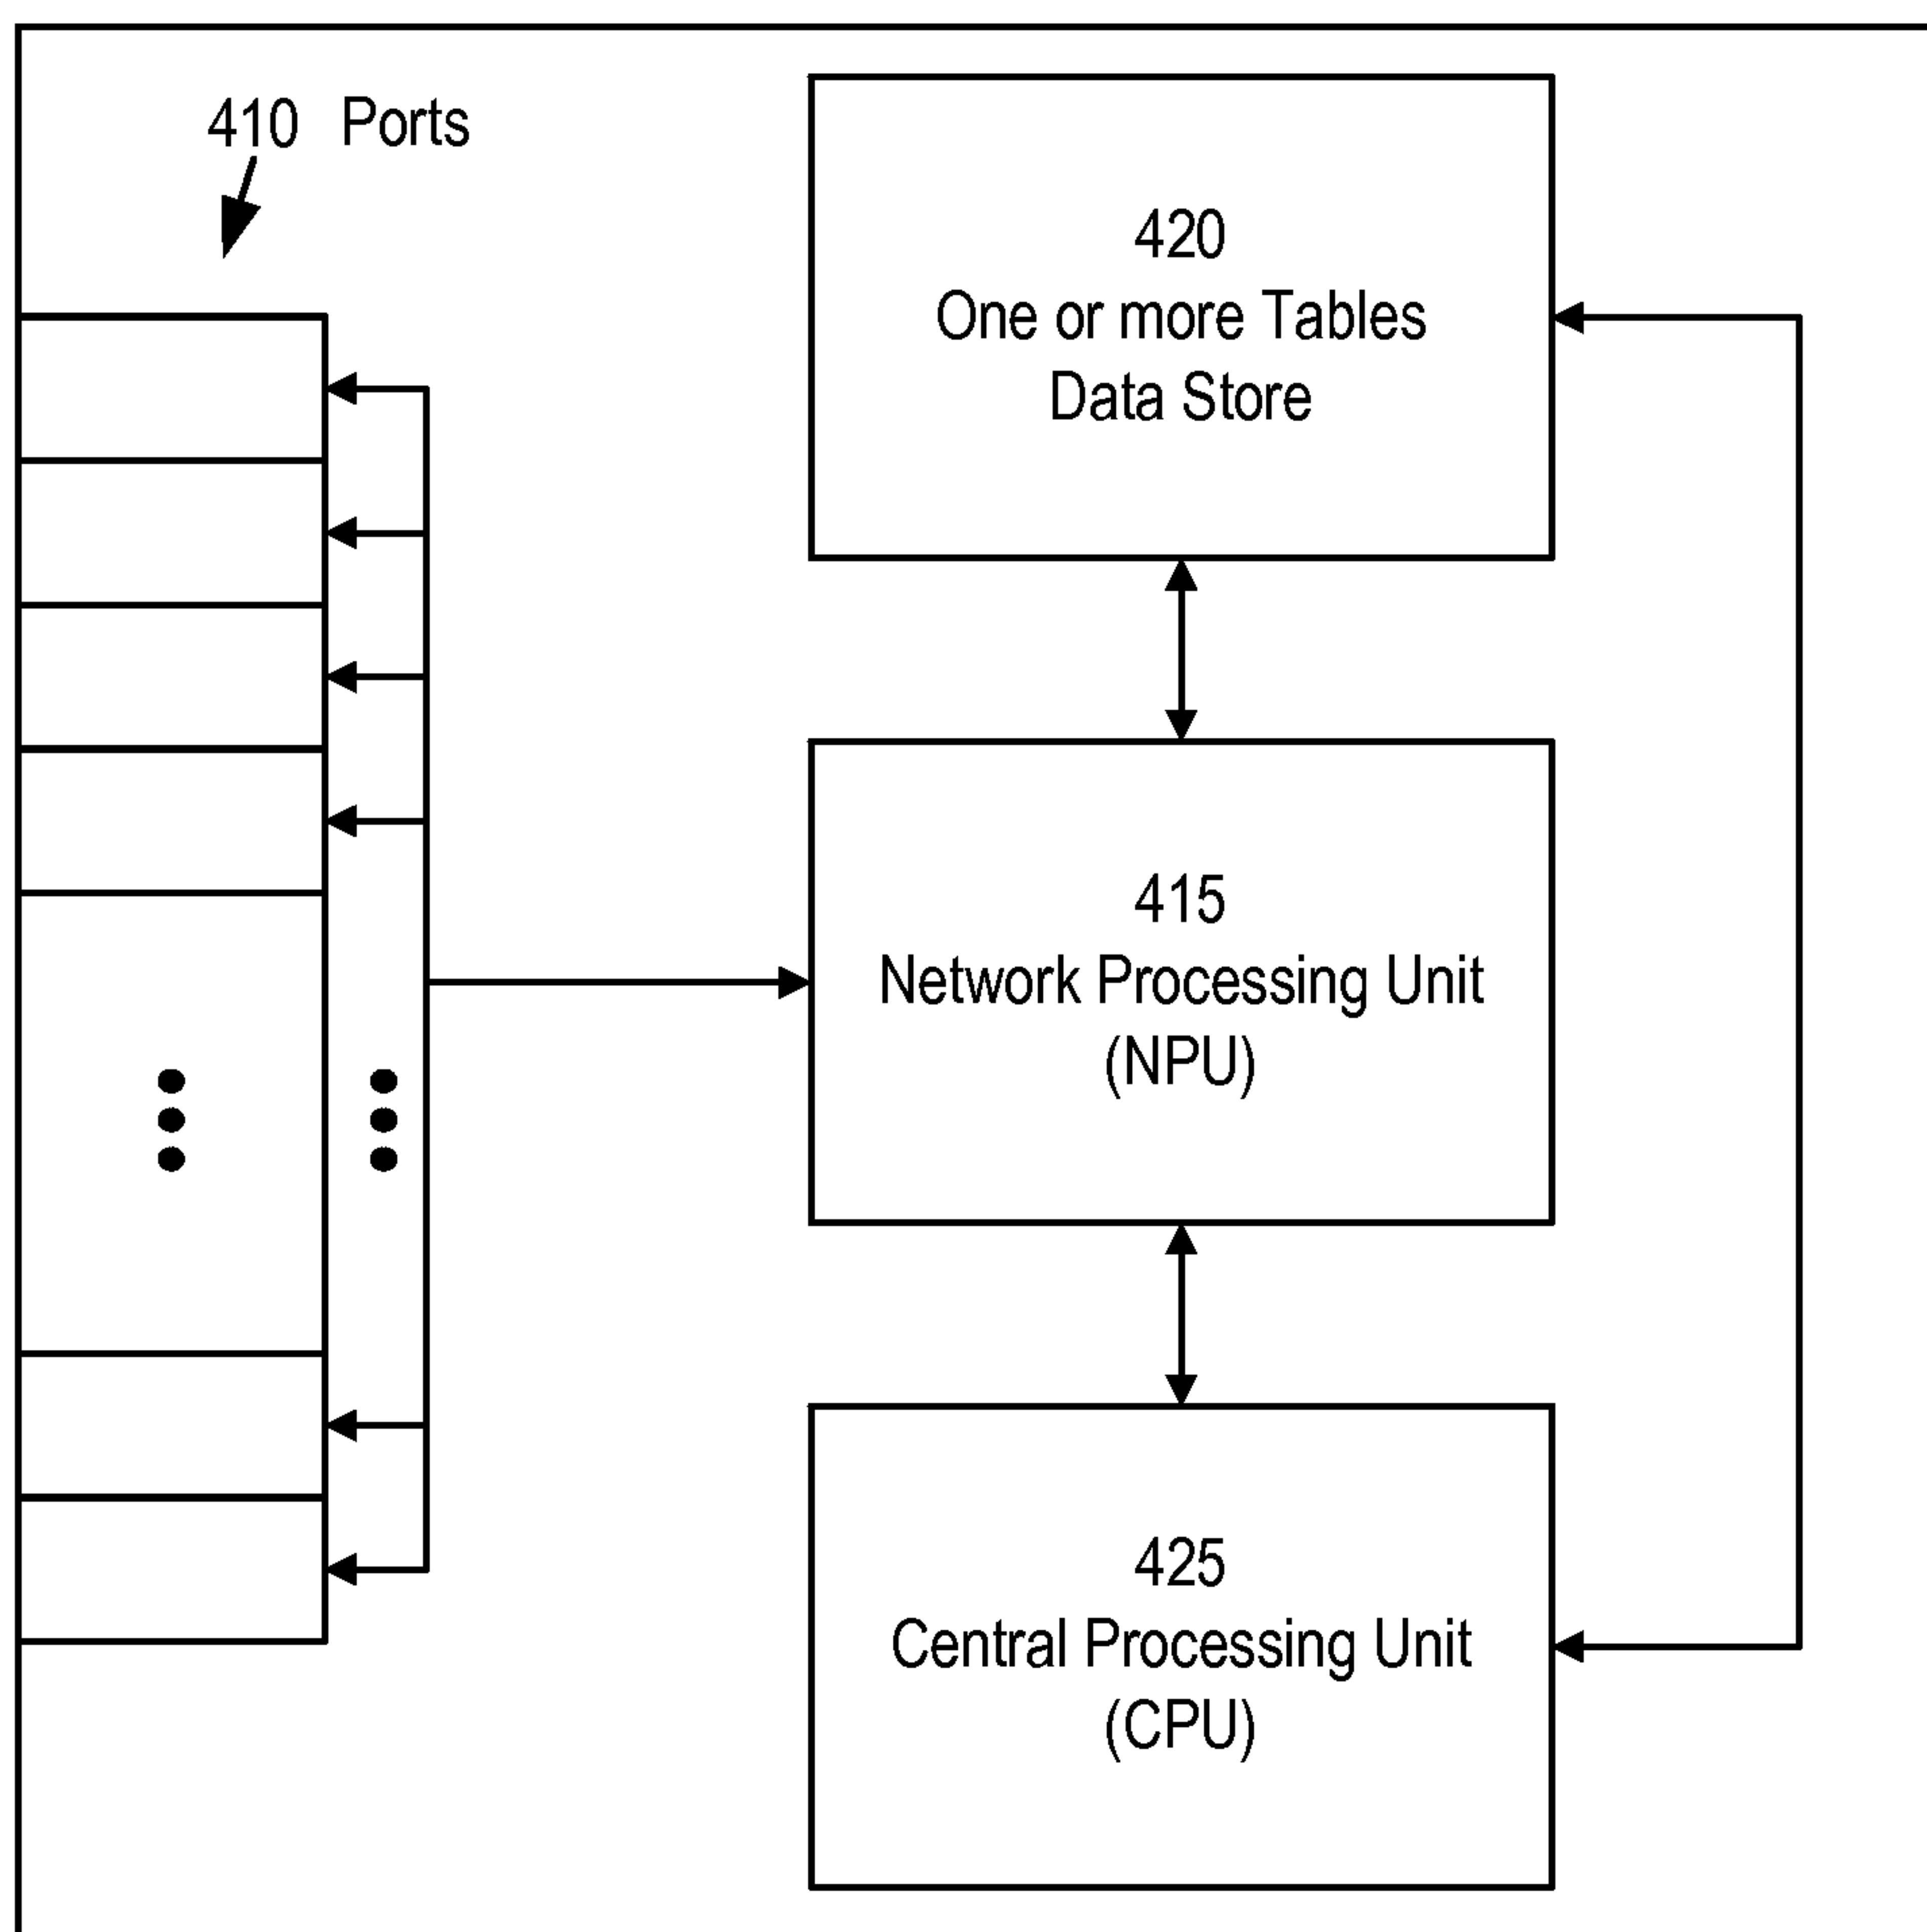 410 Ports
420
One or more Tables
Data Store
415
Network Processing Unit
(NPU)
425
Central Processing Unit
(CPU)